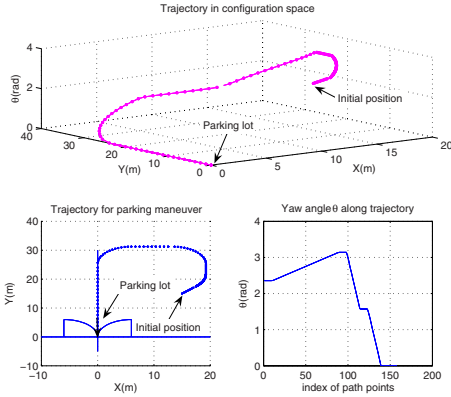 Trajectory in configuration space
4
2
0
θ(rad)
40
30
20
10
0
Y(m)
0
5
10
15
20
X(m)
Initial position
Parking lot
Trajectory for parking maneuver
40
30
20
10
0
−10
Y(m)
−10
0
10
20
X(m)
Parking lot
Initial position
Yaw angle θ along trajectory
4
3
2
1
0
θ(rad)
0
50
100
150
200
index of path points